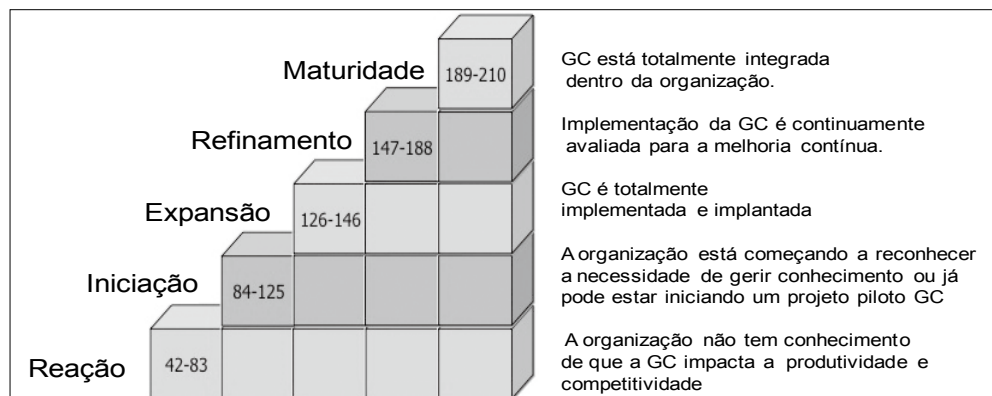 Maturidade
189-210
GC está totalmente integrada
dentro da organização.
Refinamento
147-188
Implementação da GC é continuamente
avaliada para a melhoria contínua.
Expansão
126-146
GC é totalmente
implementada e implantada
Iniciação
84-125
A organização está começando a reconhecer
a necessidade de gerir conhecimento ou já
pode estar iniciando um projeto piloto GC
Reação
42-83
A organização não tem conhecimento
de que a GC impacta a produtividade e
competitividade